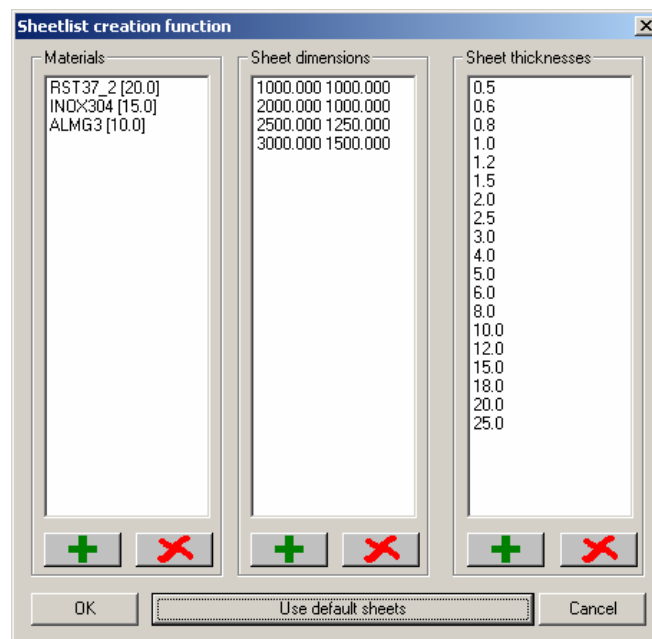 Sheetlist creation function
Materials
RST37_2 [20.0]
INOX304 [15.0]
ALMG3 [10.0]
Sheet dimensions
1000.000 1000.000
2000.000 1000.000
2500.000 1250.000
3000.000 1500.000
Sheet thicknesses
0.5
0.6
0.8
1.0
1.2
1.5
2.0
2.5
3.0
4.0
5.0
6.0
8.0
10.0
12.0
15.0
18.0
20.0
25.0
OK
Use default sheets
Cancel